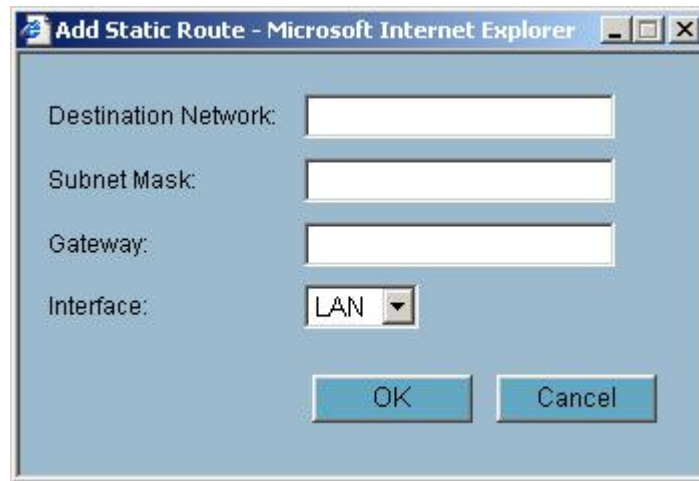 Add Static Route - Microsoft Internet Explorer
Destination Network:
Subnet Mask:
Gateway:
Interface: LAN
OK Cancel